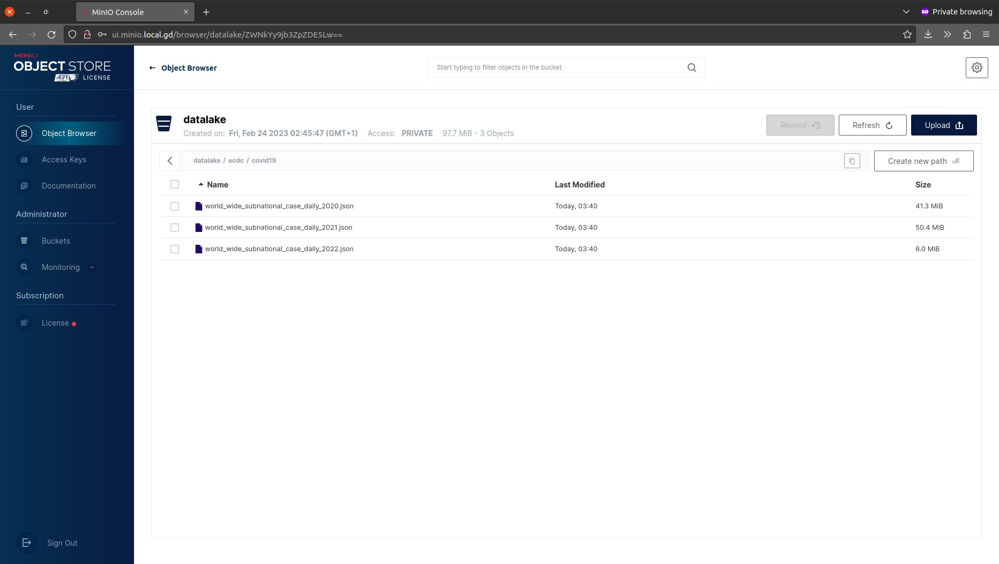 MinIO Console
Private browsing
ui.minio.local.gd/browser/datalake/ZWNkYy9jb3ZpZDE5Lw==
MINIO
OBJECT STORE
AGPL LICENSE
User
Object Browser
Access Keys
Documentation
Administrator
Buckets
Monitoring
Subscription
License
Sign Out
Object Browser
Start typing to filter objects in the bucket
datalake
Created on: Fri, Feb 24 2023 02:45:47 (GMT+1) Access: PRIVATE 97.7 MiB - 3 Objects
Rewind
Refresh
Upload
datalake / ecdc / covid19
Create new path
Name Last Modified Size
world_wide_subnational_case_daily_2020.json Today, 03:40 41.3 MiB
world_wide_subnational_case_daily_2021.json Today, 03:40 50.4 MiB
world_wide_subnational_case_daily_2022.json Today, 03:40 6.0 MiB